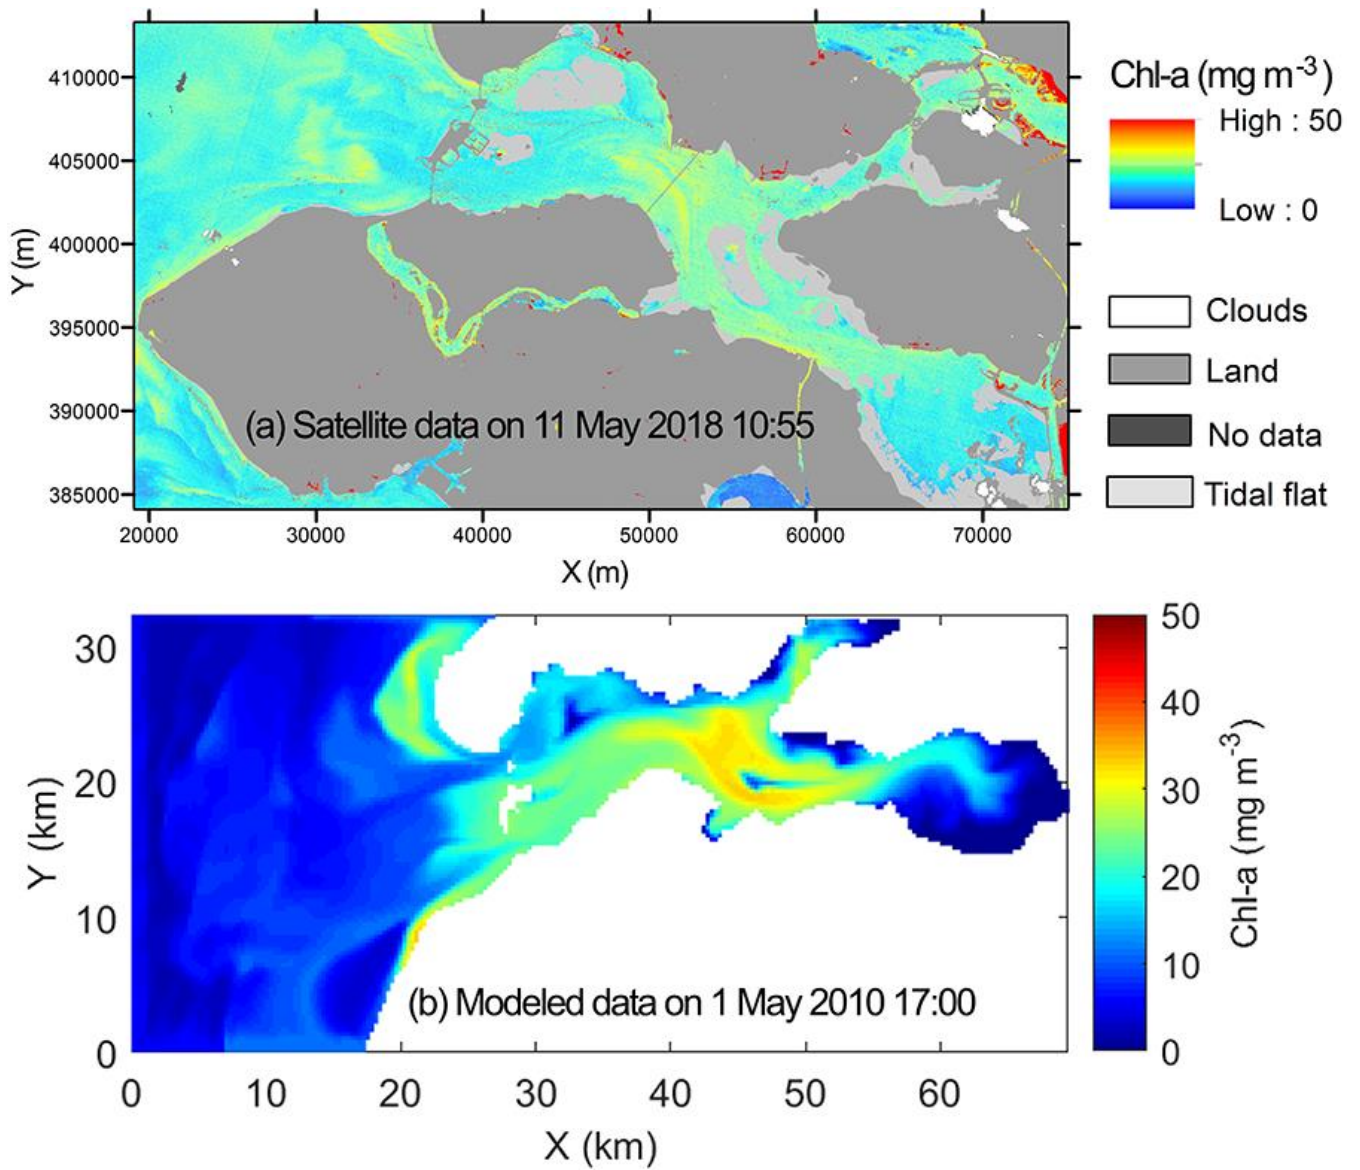 410000
405000
400000
395000
390000
385000
Y (m)
20000 30000 40000 50000 60000 70000
X (m)
(a) Satellite data on 11 May 2018 10:55
Chl-a (mg m-3)
High : 50
Low : 0
Clouds
Land
No data
Tidal flat
30
20
10
0
Y (km)
0 10 20 30 40 50 60
X (km)
(b) Modeled data on 1 May 2010 17:00
50
40
30
20
10
0
Chl-a (mg m-3)